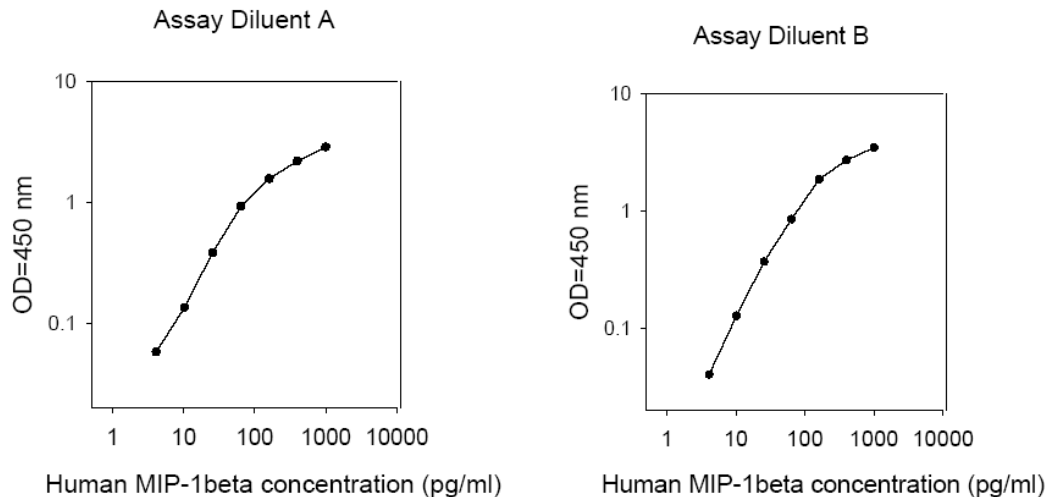 Assay Diluent A
10
1
0.1
OD=450 nm
1 10 100 1000 10000
Human MIP-1beta concentration (pg/ml)
Assay Diluent B
10
1
0.1
OD=450 nm
1 10 100 1000 10000
Human MIP-1beta concentration (pg/ml)